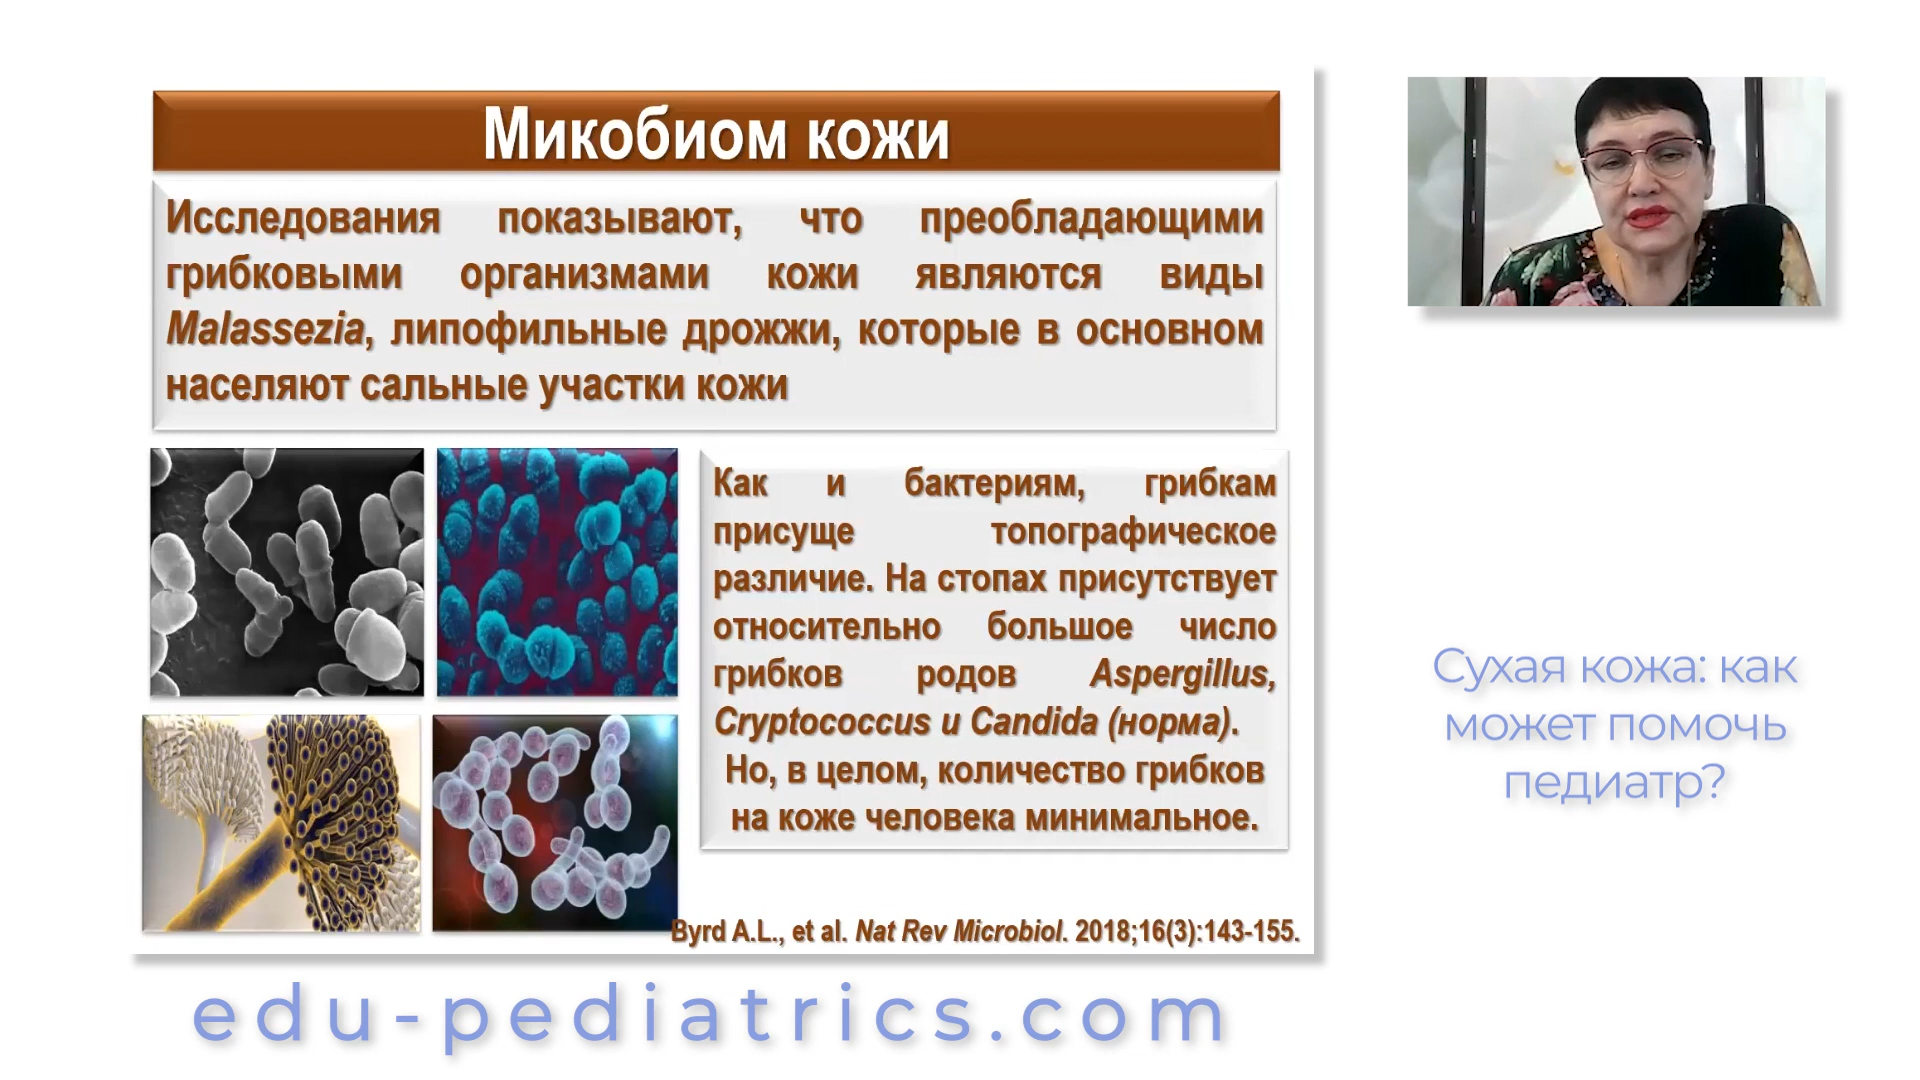 Микобиом кожи
Исследования показывают, что преобладающими
грибковыми организмами кожи являются виды
Malassezia, липофильные дрожжи, которые в основном
населяют сальные участки кожи
Как и бактериям, грибкам
присуще топографическое
различие. На стопах присутствует
относительно большое число
грибков родов Aspergillus,
Cryptococcus и Candida (норма).
Но, в целом, количество грибков
на коже человека минимальное.
Byrd A.L., et al. Nat Rev Microbiol. 2018;16(3):143-155.
Сухая кожа: как
может помочь
педиатр?
edu-pediatrics.com